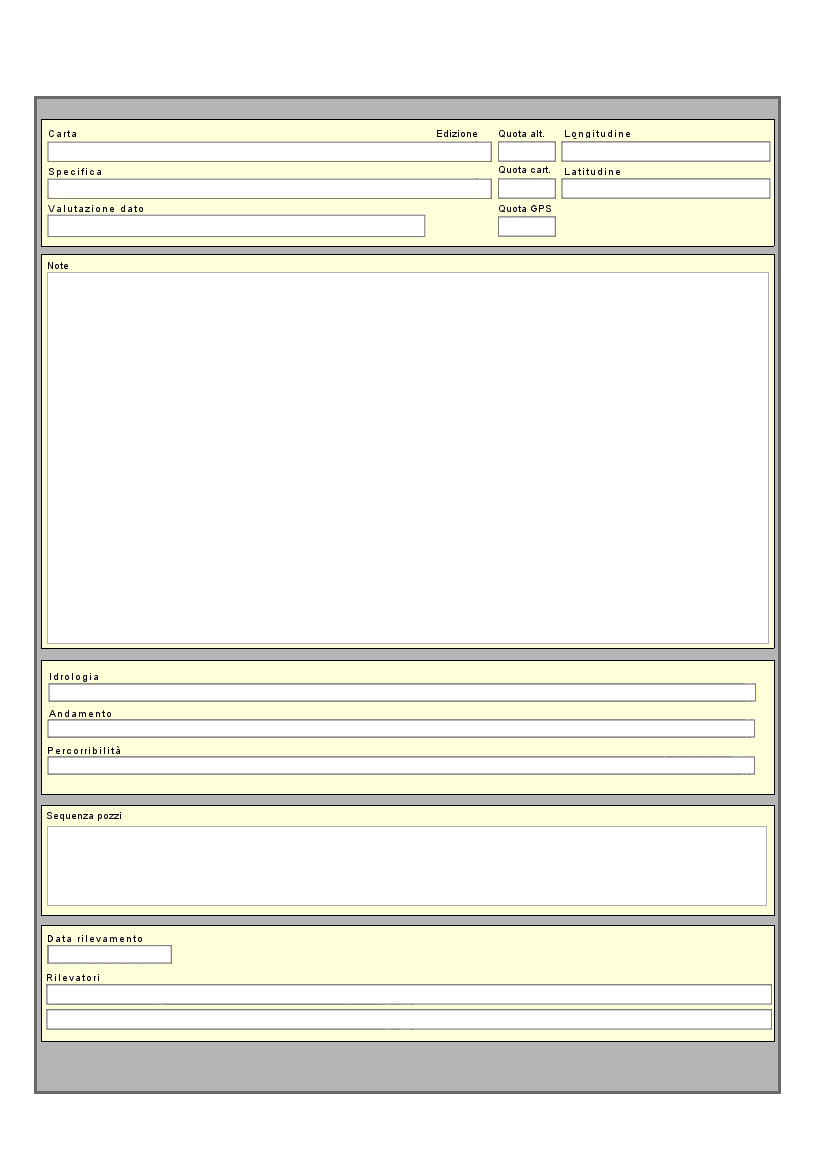 Carta Edizione Quota alt. Longitudine
Specifica Quota cart. Latitudine
Valutazione dato Quota GPS
Note
Idrologia
Andamento
Percorribilità
Sequenza pozzi
Data rilevamento
Rilevatori